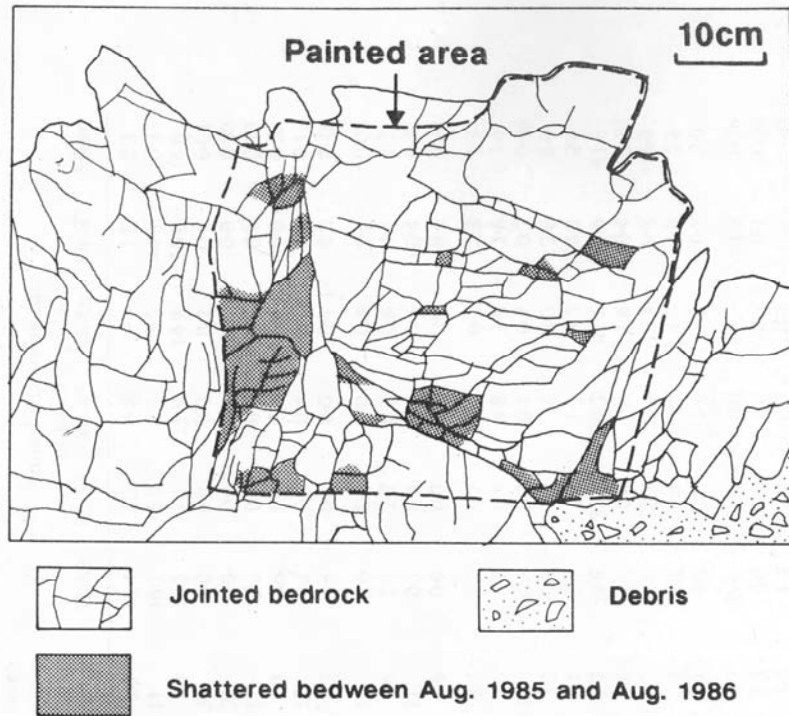 Painted area
10cm
Jointed bedrock
Debris
Shattered bedween Aug. 1985 and Aug. 1986